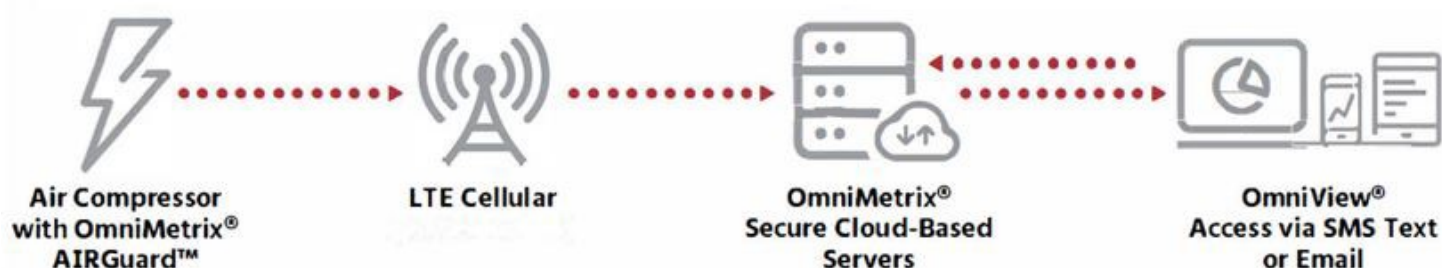 Air Compressor
with OmniMetrix®
AIRGuard™
LTE Cellular
OmniMetrix®
Secure Cloud-Based
Servers
OmniView®
Access via SMS Text
or Email